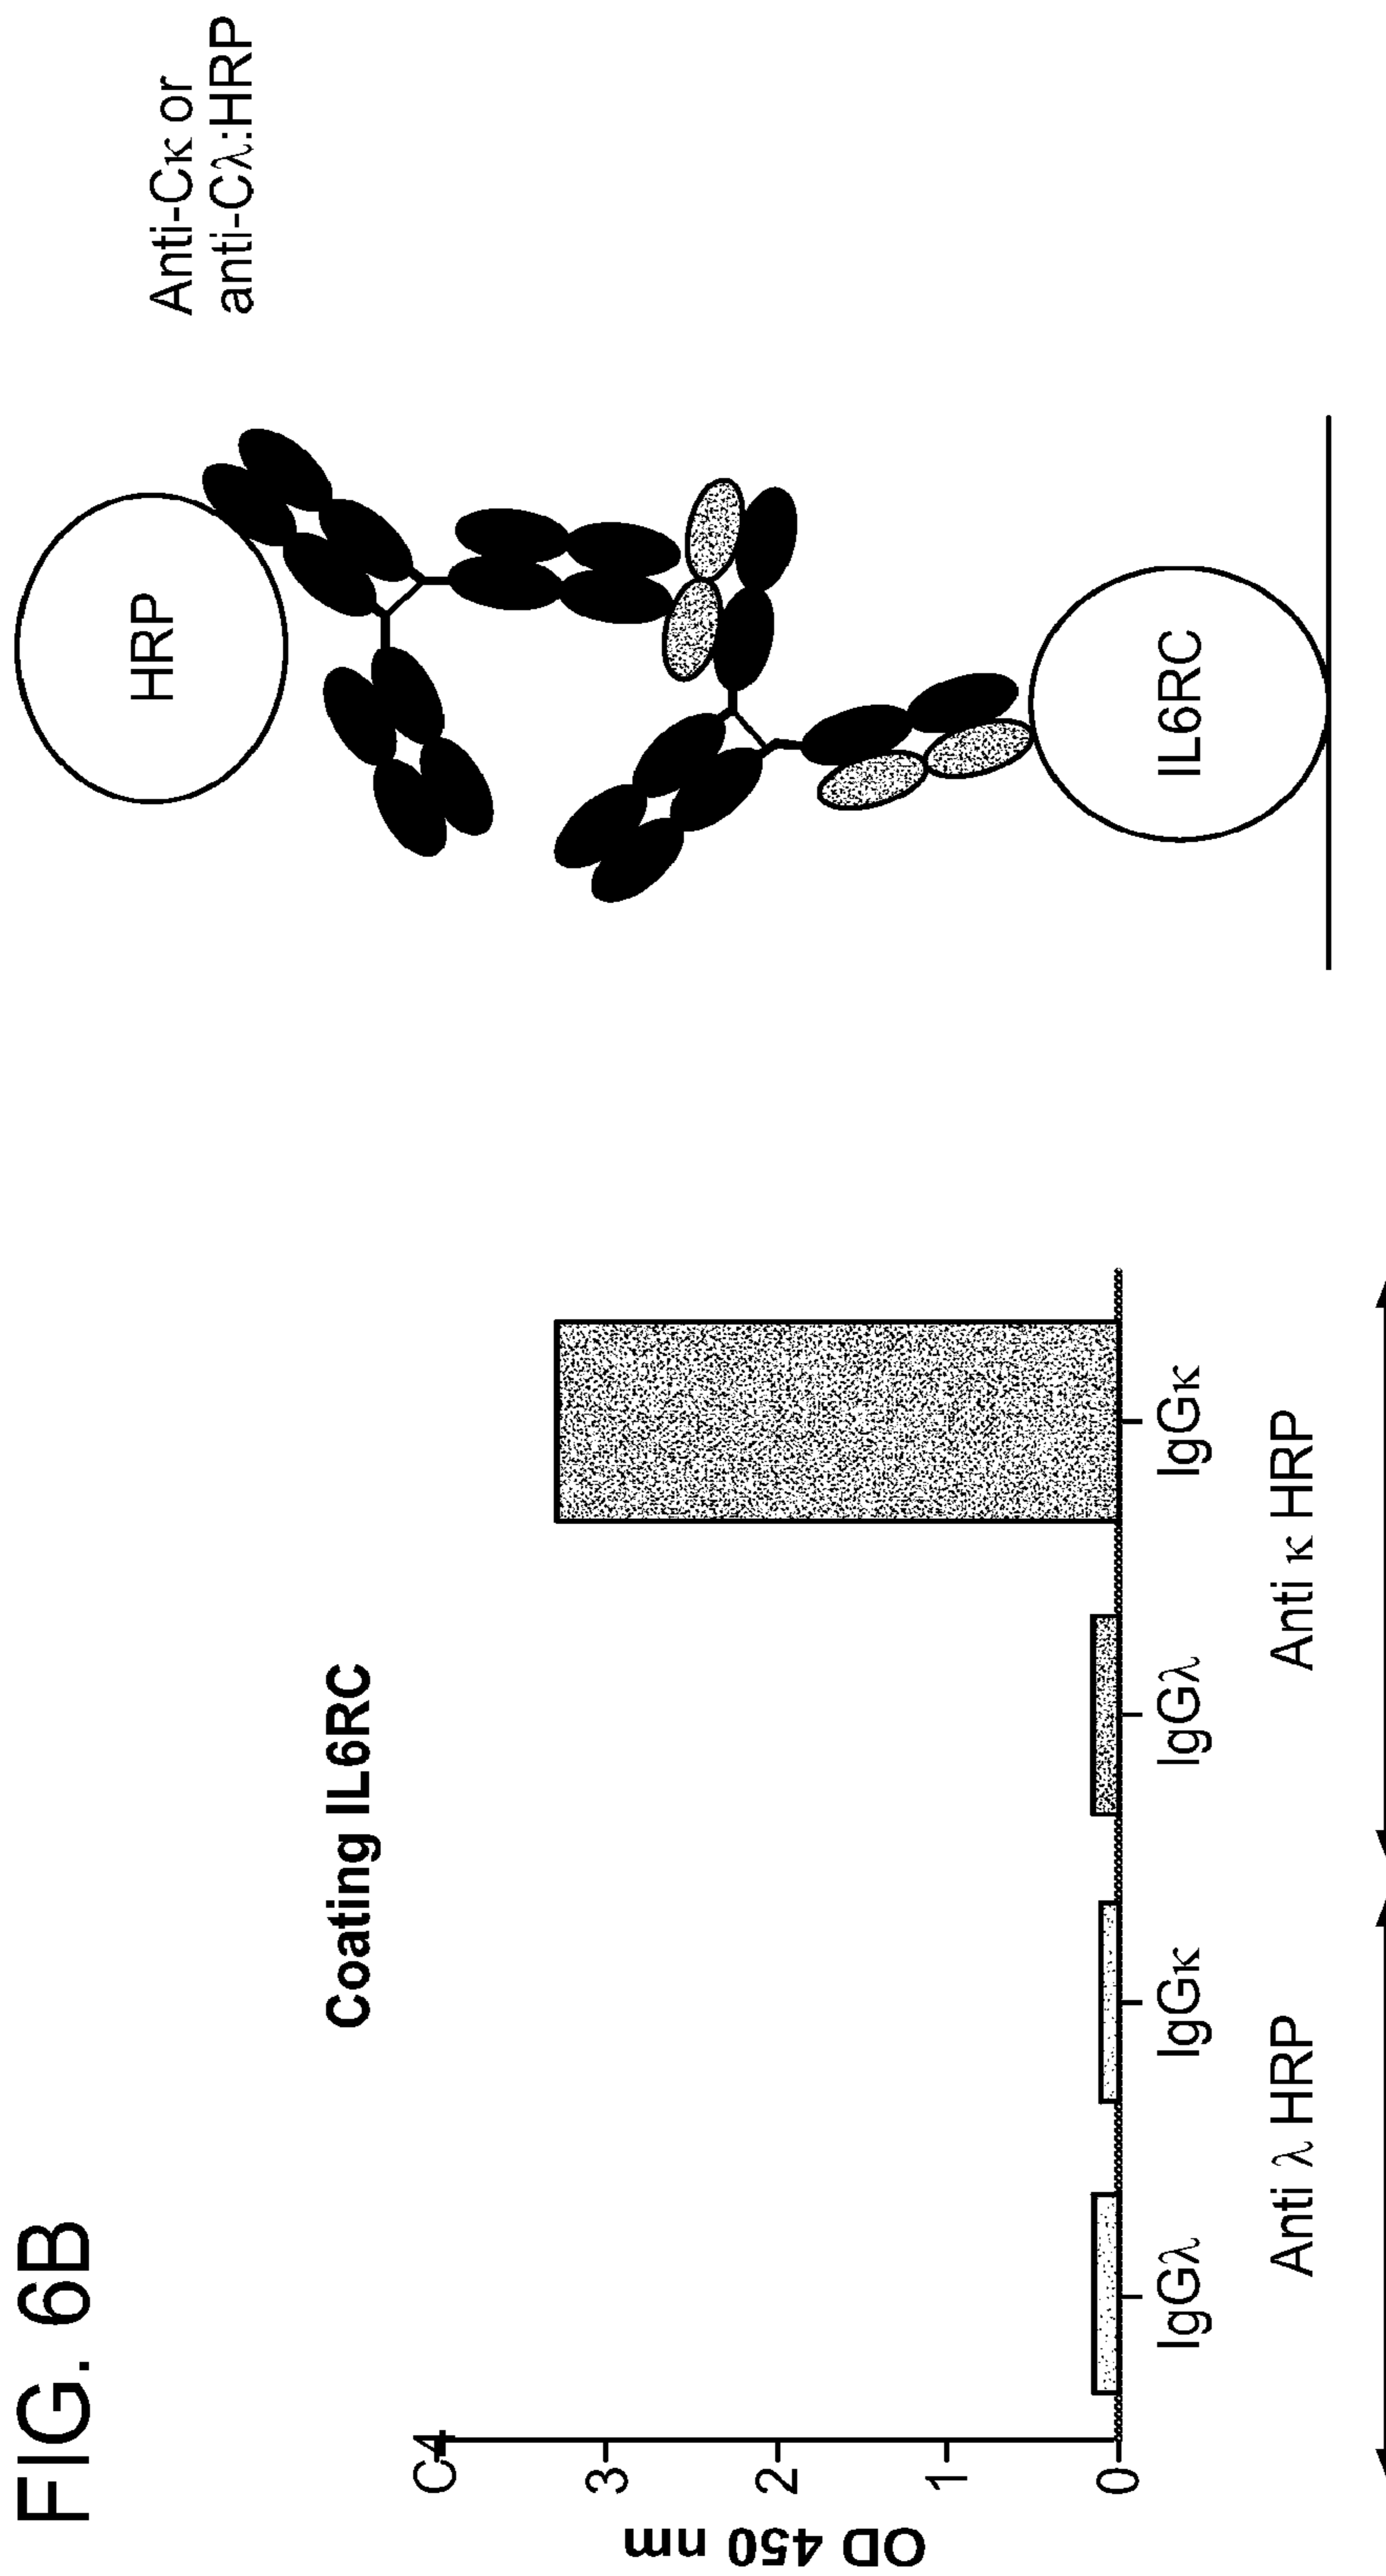 FIG. 6B
Coating IL6RC
OD 450 nm
C4
3
2
1
0
IgGλ
IgGκ
IgGλ
IgGκ
Anti λ HRP
Anti κ HRP
Anti-Cκ or
anti-Cλ:HRP
HRP
IL6RC